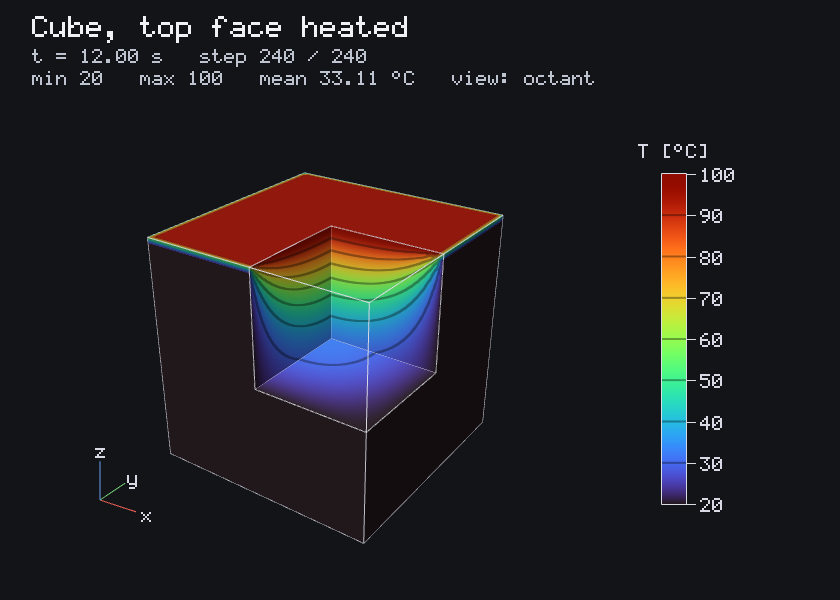 Cube, top face heated
t = 12.00 s   step 240 / 240
min 20   max 100   mean 33.11 °C   view: octant
T [°C]
100
90
80
70
60
50
40
30
20
z
y
x